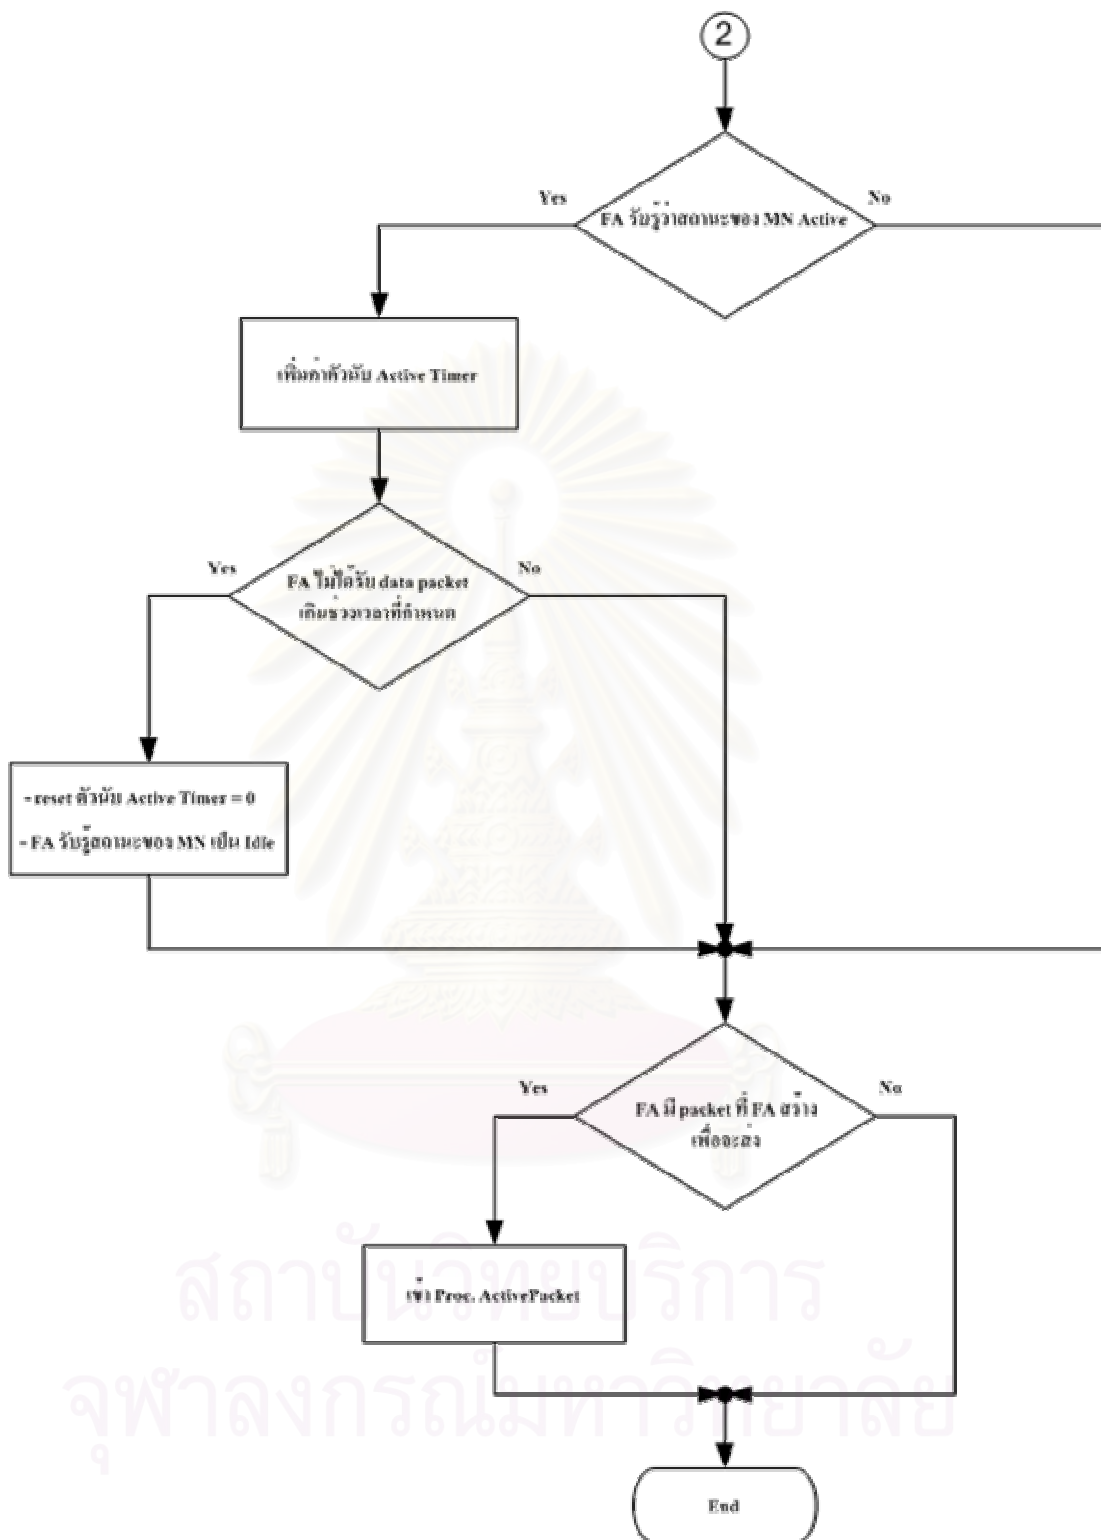 2
Yes
No
FA รับรู้ว่าสถานะของ MN Active
เพิ่มค่าตัวนับ Active Timer
Yes
No
FA ไม่ได้รับ data packet
เกินช่วงเวลาที่กำหนด
- reset ตัวนับ Active Timer = 0
- FA รับรู้สถานะของ MN เป็น Idle
Yes
No
FA มี packet ที่ FA สร้าง
เพื่อจะส่ง
เข้า Proc. ActivePacket
สถาบันวิทยบริการ
จุฬาลงกรณ์มหาวิทยาลัย
End